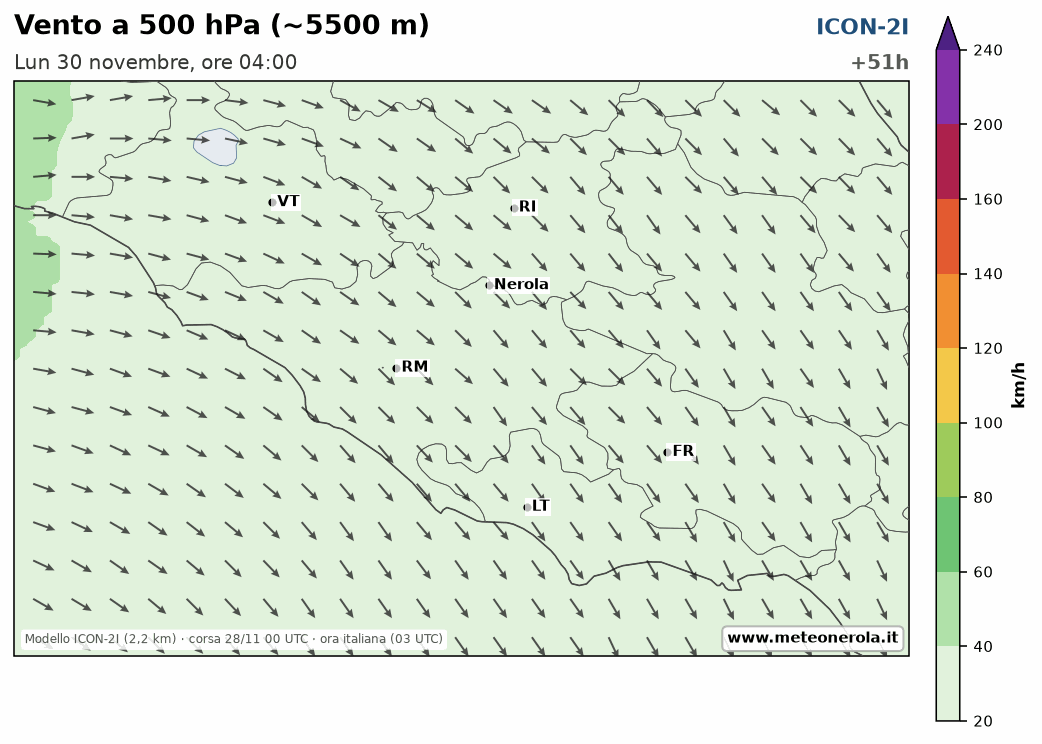 Vento a 500 hPa (~5500 m)
ICON-2I
Lun 30 novembre, ore 04:00
+51h
VT
RI
Nerola
RM
FR
LT
Modello ICON-2I (2,2 km) · corsa 28/11 00 UTC · ora italiana (03 UTC)
www.meteonerola.it
240
200
160
140
120
100
80
60
40
20
km/h